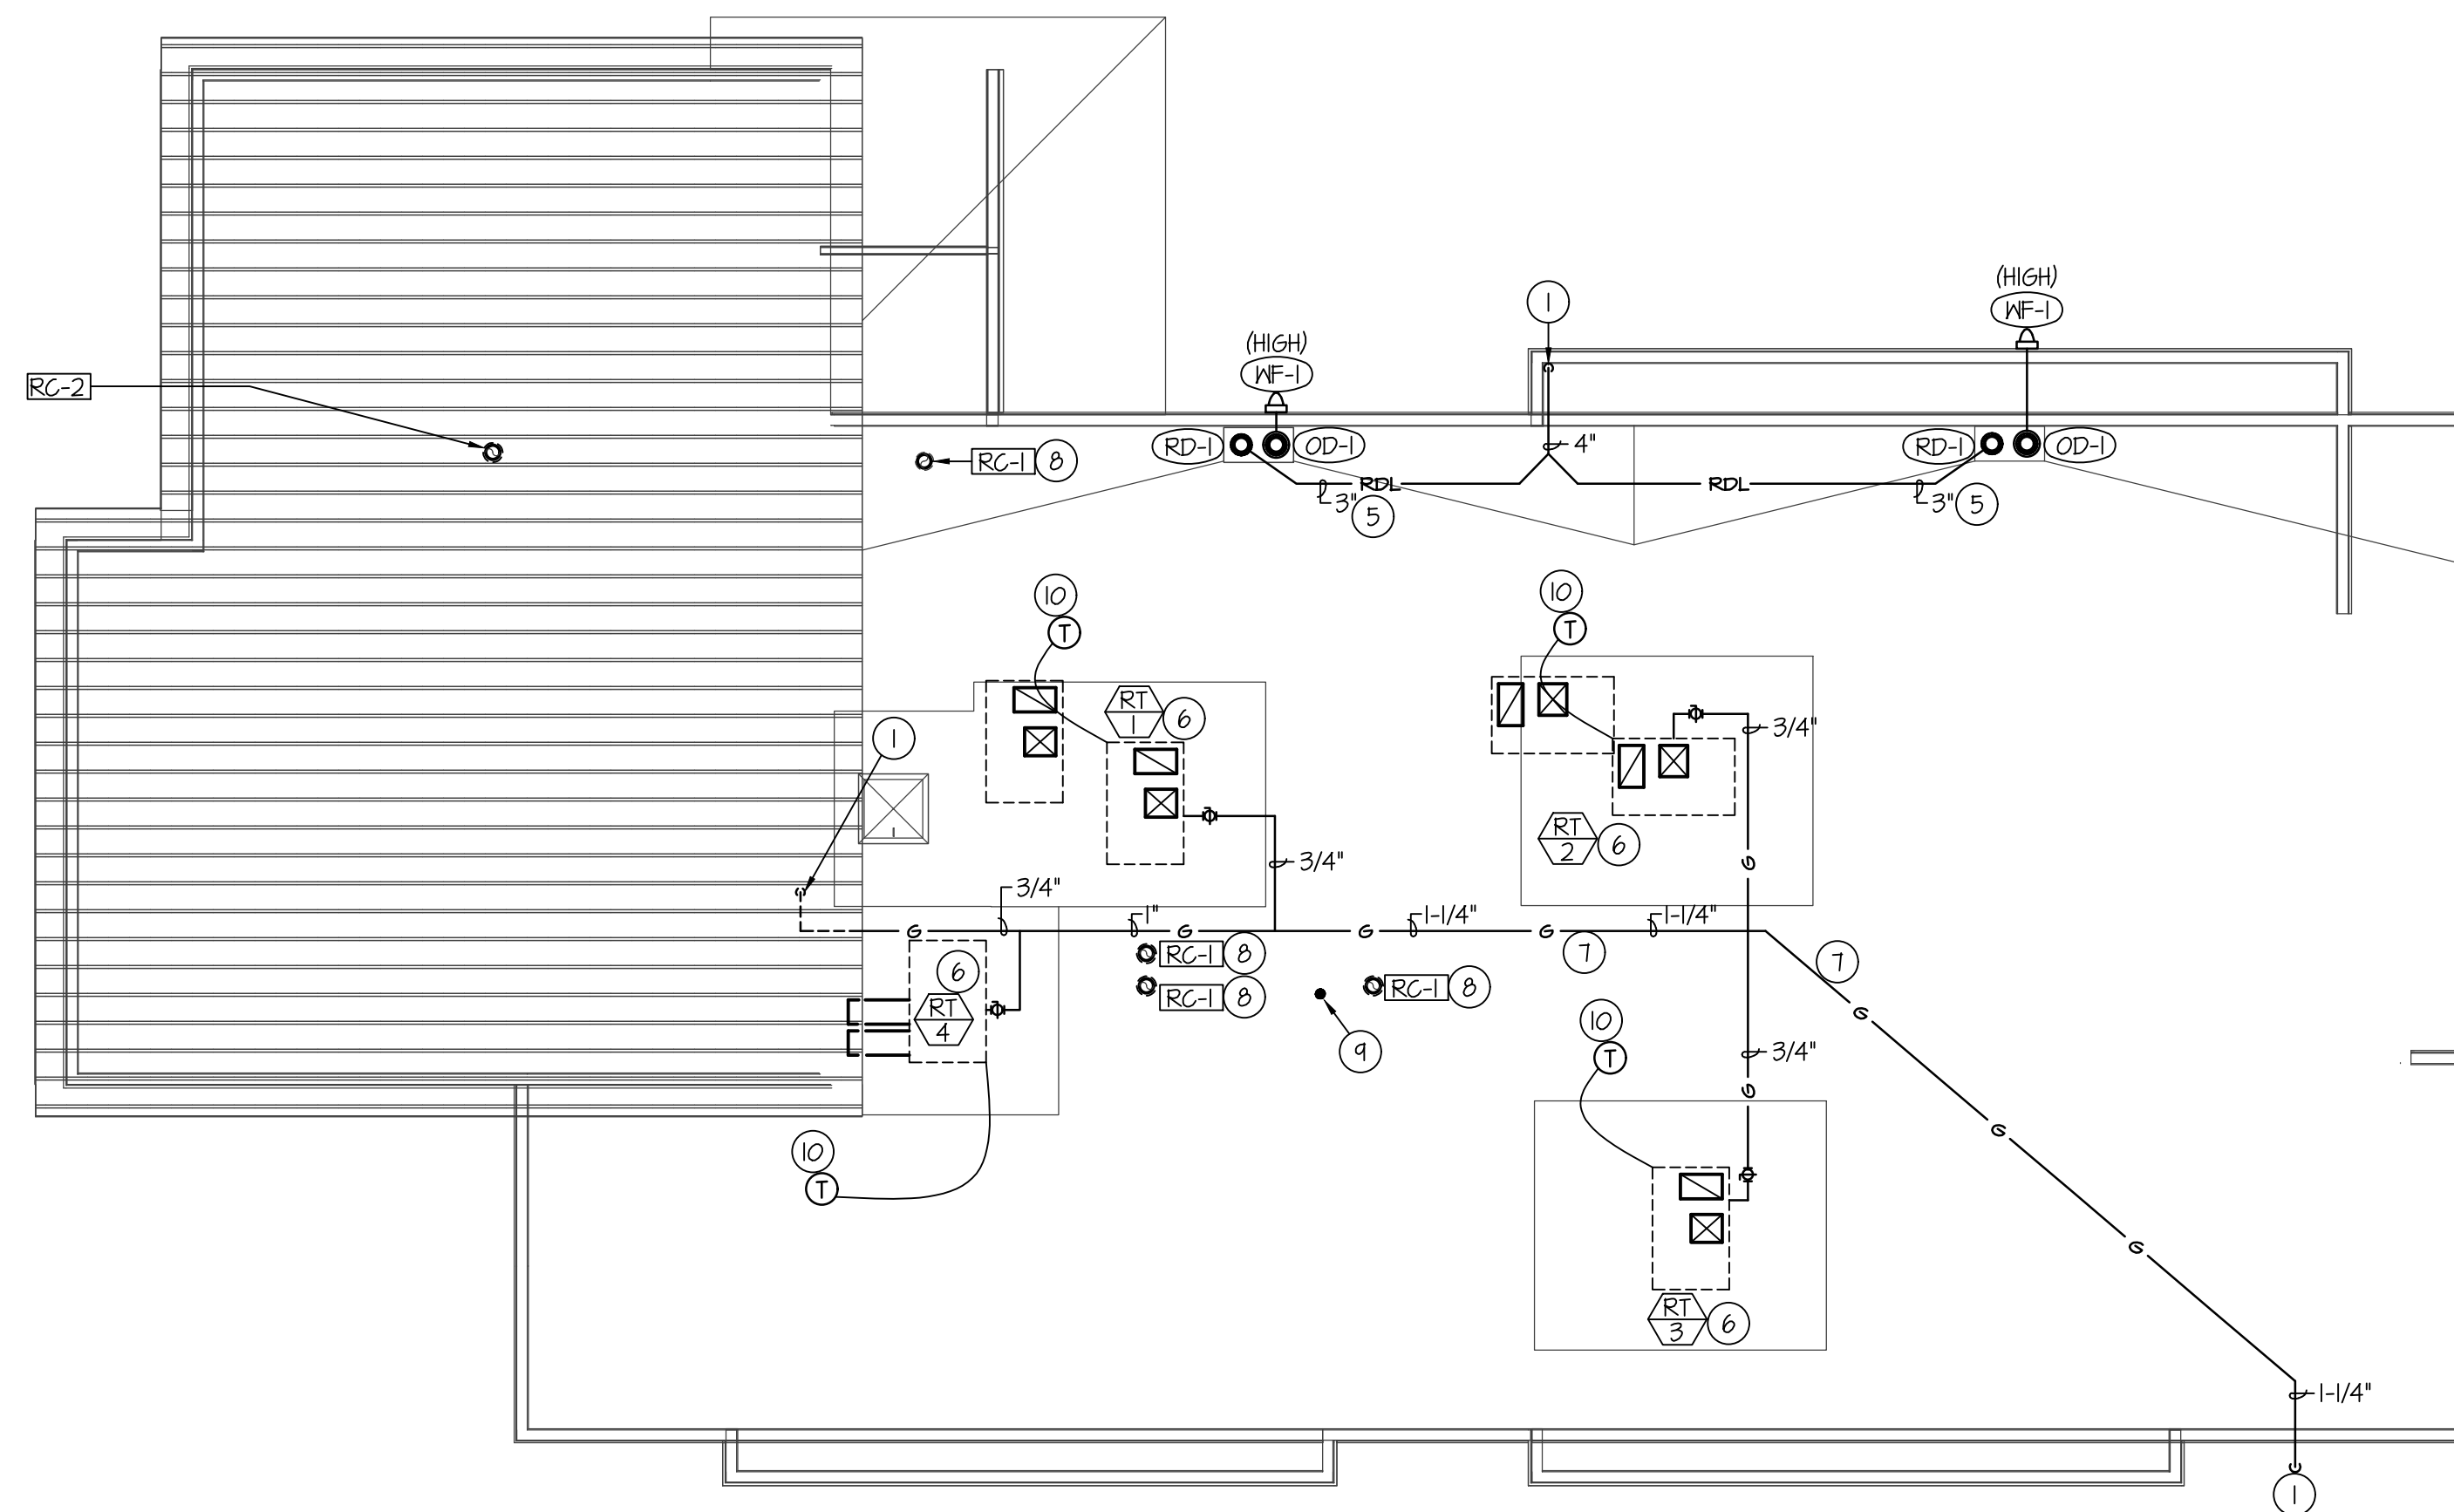 (HIGH)
WF-1
1
(HIGH)
WF-1
RC-2
RD-1
OD-1
4"
RD-1
OD-1
RC-1
8
RDL
RDL
3"
5
3"
5
10
T
10
T
RT
1
6
1
3/4"
RT
2
6
3/4"
G
3/4"
1"
1-1/4"
1-1/4"
G
G
G
G
RC-1
8
7
7
6
RC-1
8
RC-1
8
RT
4
G
9
10
T
3/4"
G
G
10
T
G
RT
3
6
1-1/4"
1